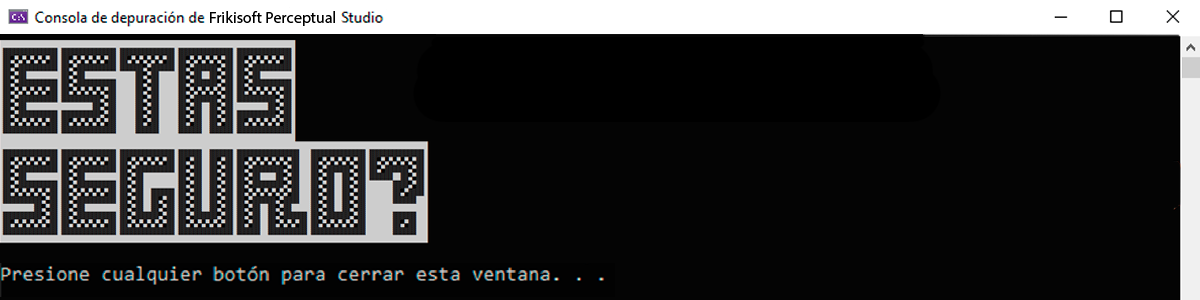 Consola de depuración de Frikisoft Perceptual Studio
ESTAS
SEGURO?
Presione cualquier botón para cerrar esta ventana. . .